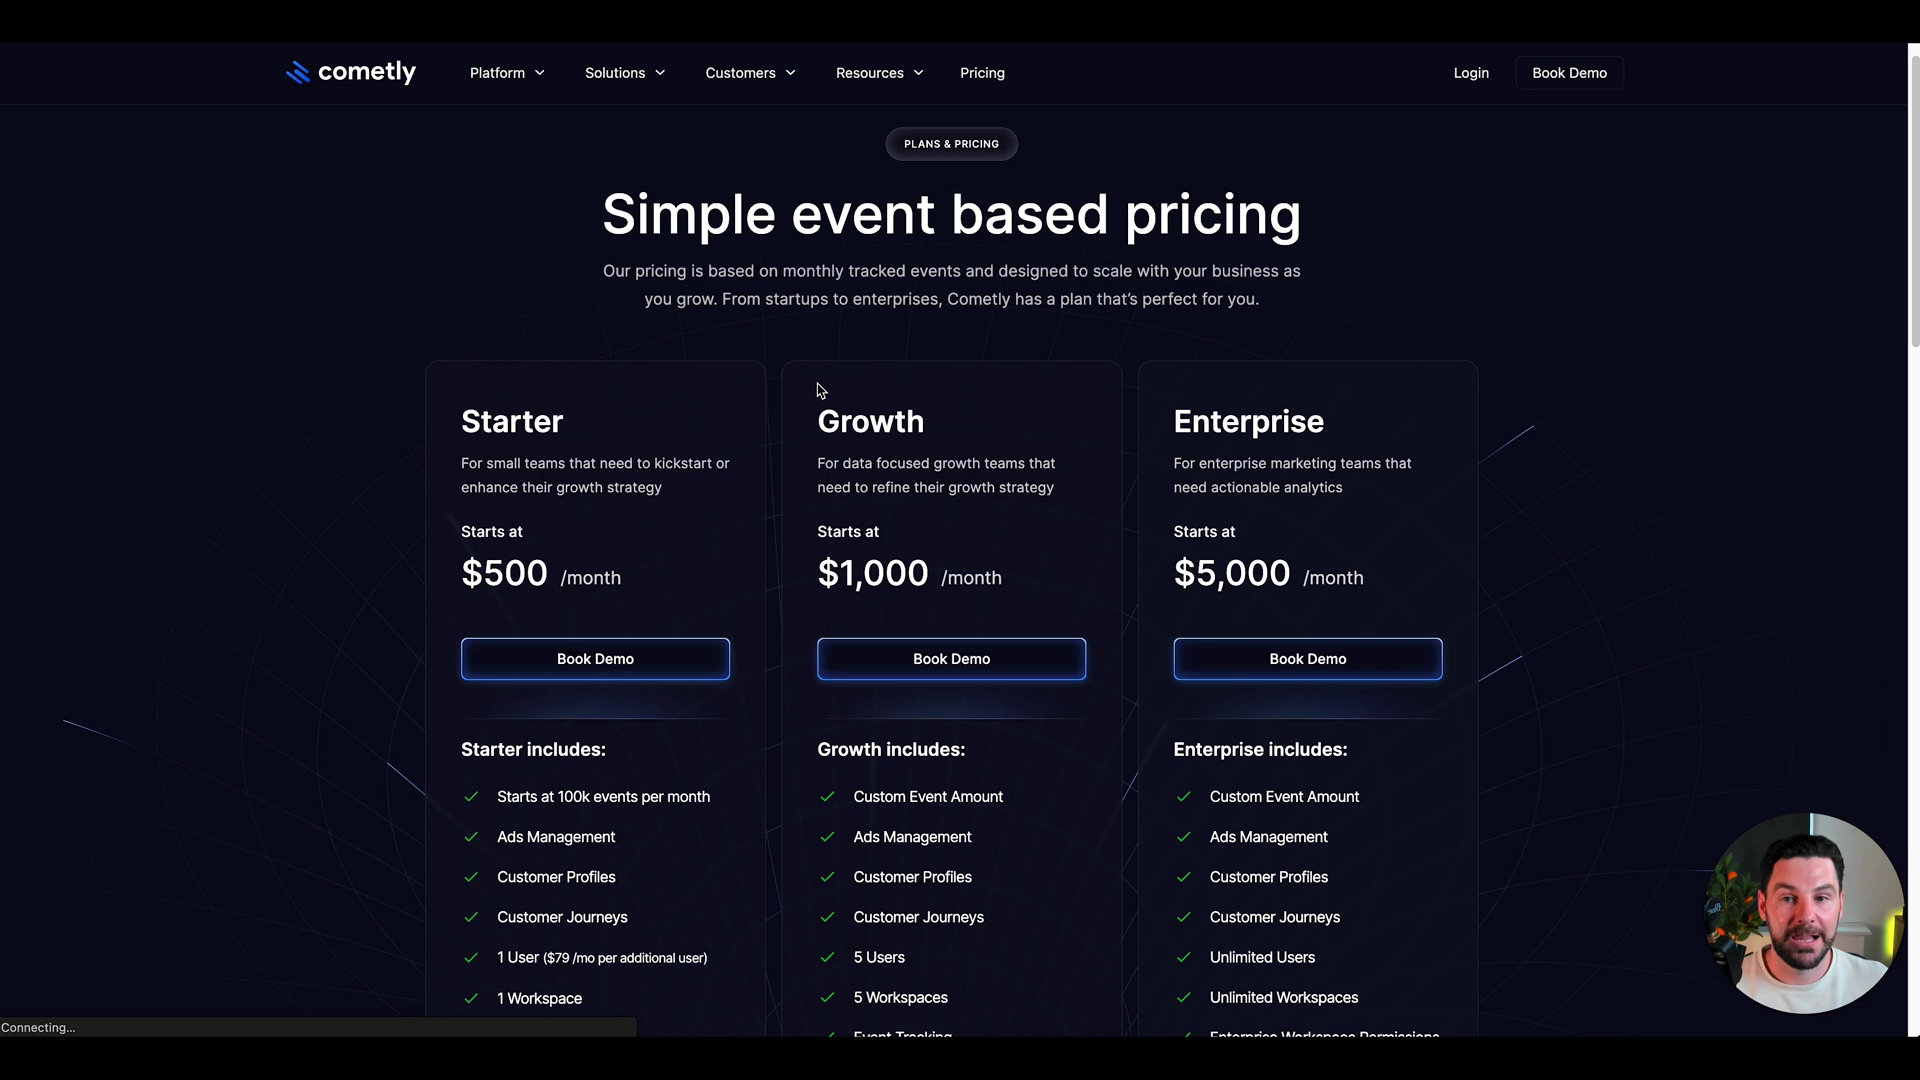 cometly
Platform
Solutions
Customers
Resources
Pricing
Login
Book Demo
PLANS & PRICING
Simple event based pricing
Our pricing is based on monthly tracked events and designed to scale with your business as
you grow. From startups to enterprises, Cometly has a plan that’s perfect for you.
Starter
For small teams that need to kickstart or
enhance their growth strategy
Starts at
$500 /month
Book Demo
Starter includes:
Starts at 100k events per month
Ads Management
Customer Profiles
Customer Journeys
1 User ($79 /mo per additional user)
1 Workspace
Growth
For data focused growth teams that
need to refine their growth strategy
Starts at
$1,000 /month
Book Demo
Growth includes:
Custom Event Amount
Ads Management
Customer Profiles
Customer Journeys
5 Users
5 Workspaces
Event Tracking
Enterprise
For enterprise marketing teams that
need actionable analytics
Starts at
$5,000 /month
Book Demo
Enterprise includes:
Custom Event Amount
Ads Management
Customer Profiles
Customer Journeys
Unlimited Users
Unlimited Workspaces
Enterprise Workspace Permissions
Connecting...